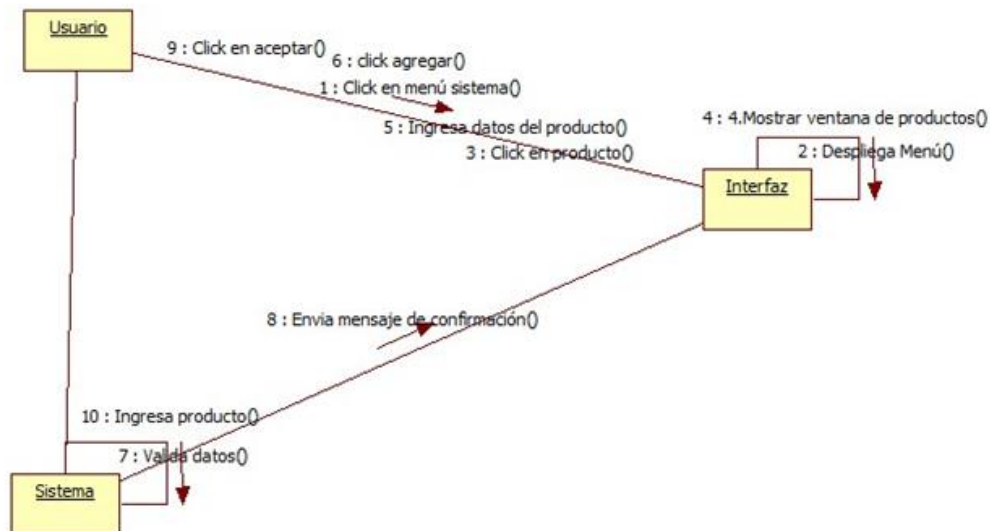 Usuario
9 : Click en aceptar()
6 : click agregar()
1 : Click en menú sistema()
5 : Ingresa datos del producto()
3 : Click en producto()
4 : 4.Mostrar ventana de productos()
2 : Despliega Menú()
Interfaz
8 : Envia mensaje de confirmación()
10 : Ingresa producto()
7 : Valida datos()
Sistema